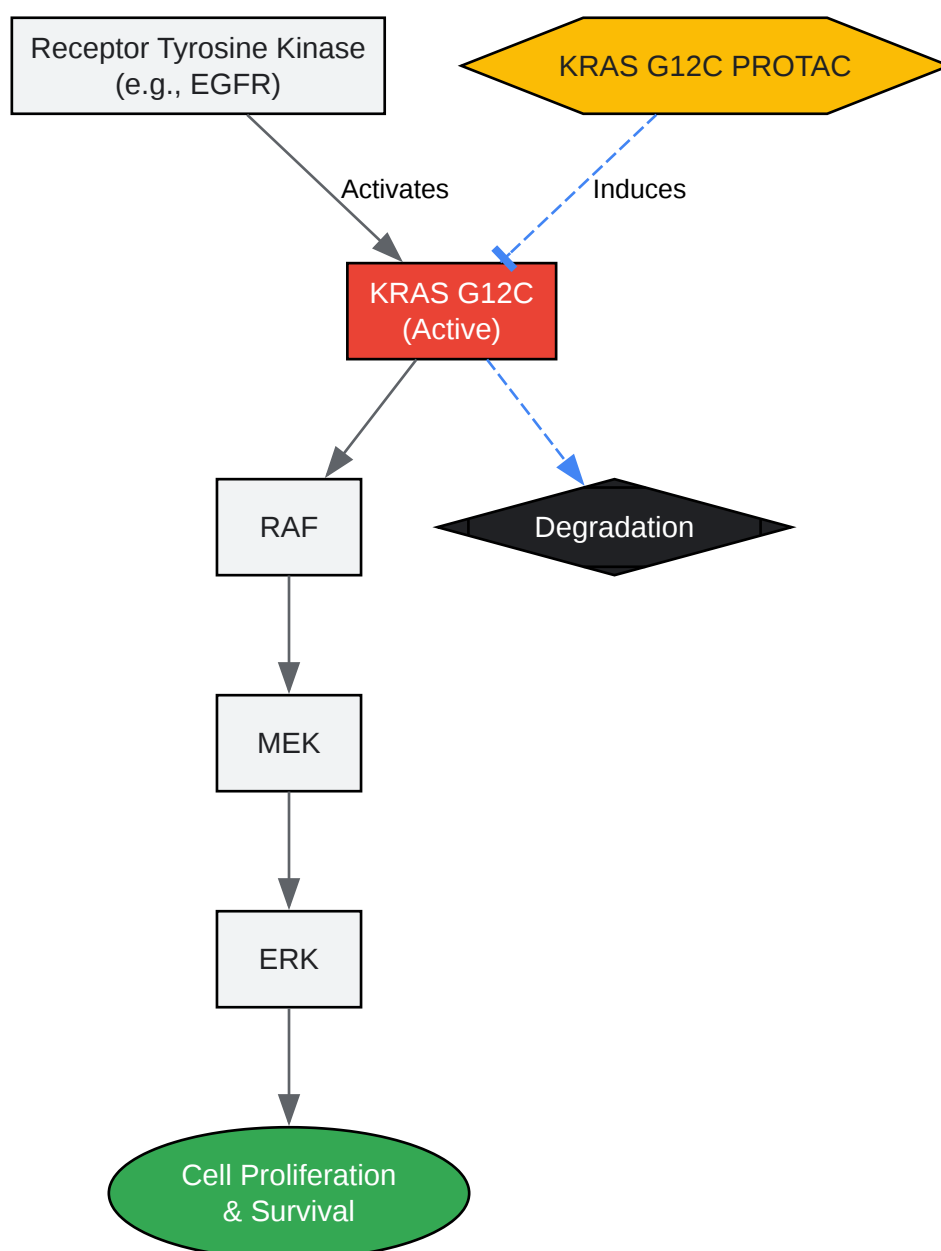 Receptor Tyrosine Kinase
(e.g., EGFR)
KRAS G12C PROTAC
Activates
Induces
KRAS G12C
(Active)
RAF
Degradation
MEK
ERK
Cell Proliferation
& Survival